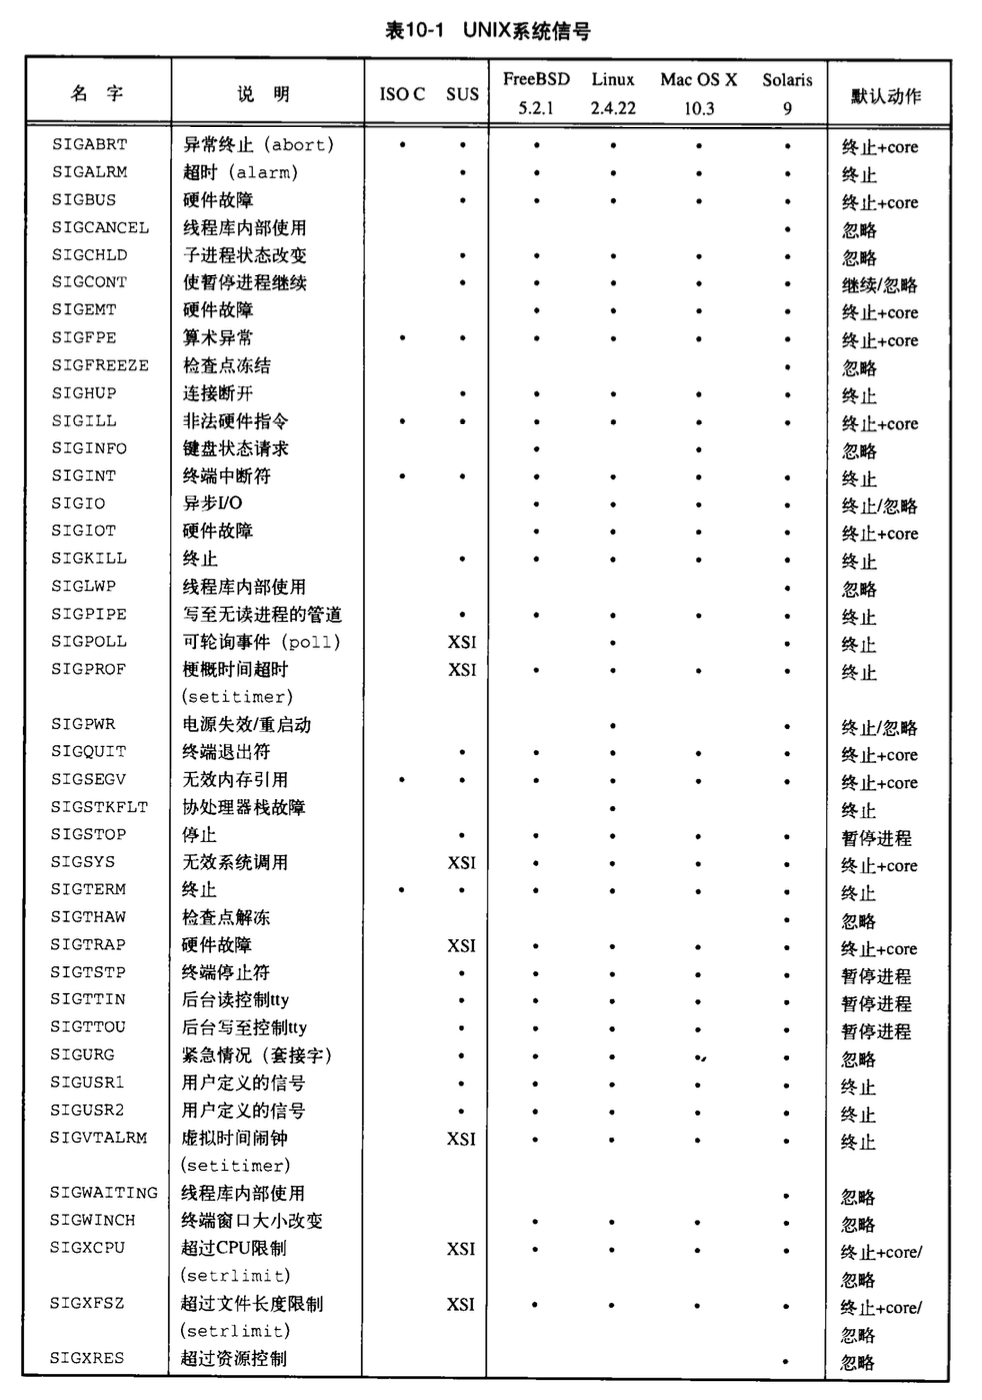 表10-1 UNIX系统信号
名 字 说 明 ISO C SUS FreeBSD 5.2.1 Linux 2.4.22 Mac OS X 10.3 Solaris 9 默认动作
SIGABRT 异常终止 (abort) • • • • • • 终止+core
SIGALRM 超时 (alarm) • • • • • 终止
SIGBUS 硬件故障 • • • • • 终止+core
SIGCANCEL 线程库内部使用 • 忽略
SIGCHLD 子进程状态改变 • • • • • 忽略
SIGCONT 使暂停进程继续 • • • • • 继续/忽略
SIGEMT 硬件故障 • • • • 终止+core
SIGFPE 算术异常 • • • • • • 终止+core
SIGFREEZE 检查点冻结 • 忽略
SIGHUP 连接断开 • • • • • 终止
SIGILL 非法硬件指令 • • • • • • 终止+core
SIGINFO 键盘状态请求 • • 忽略
SIGINT 终端中断符 • • • • • • 终止
SIGIO 异步I/O • • • • 终止/忽略
SIGIOT 硬件故障 • • • • 终止+core
SIGKILL 终止 • • • • • 终止
SIGLWP 线程库内部使用 • 忽略
SIGPIPE 写至无读进程的管道 • • • • • 终止
SIGPOLL 可轮询事件 (poll) XSI • • 终止
SIGPROF 梗概时间超时 XSI • • • • 终止
(setitimer)
SIGPWR 电源失效/重启动 • • 终止/忽略
SIGQUIT 终端退出符 • • • • • 终止+core
SIGSEGV 无效内存引用 • • • • • • 终止+core
SIGSTKFLT 协处理器栈故障 • 终止
SIGSTOP 停止 • • • • • 暂停进程
SIGSYS 无效系统调用 XSI • • • • 终止+core
SIGTERM 终止 • • • • • • 终止
SIGTHAW 检查点解冻 • 忽略
SIGTRAP 硬件故障 XSI • • • • 终止+core
SIGTSTP 终端停止符 • • • • • 暂停进程
SIGTTIN 后台读控制tty • • • • • 暂停进程
SIGTTOU 后台写至控制tty • • • • • 暂停进程
SIGURG 紧急情况 (套接字) • • • • • 忽略
SIGUSR1 用户定义的信号 • • • • • 终止
SIGUSR2 用户定义的信号 • • • • • 终止
SIGVTALRM 虚拟时间闹钟 XSI • • • • 终止
(setitimer)
SIGWAITING 线程库内部使用 • 忽略
SIGWINCH 终端窗口大小改变 • • • • 忽略
SIGXCPU 超过CPU限制 XSI • • • • 终止+core/
(setrlimit) 忽略
SIGXFSZ 超过文件长度限制 XSI • • • • 终止+core/
(setrlimit) 忽略
SIGXRES 超过资源控制 • 忽略